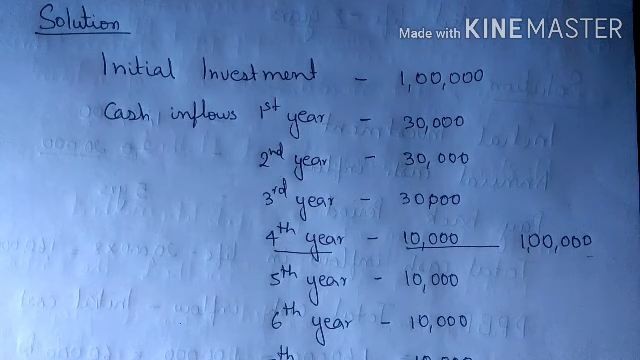 Solution
Made with KINEMASTER
Initial Investment - 1,00,000
Cash inflows 1st year - 30,000
2nd year - 30,000
3rd year - 30000
4th year - 10,000 1,00,000
5th year - 10,000
6th year - 10,000